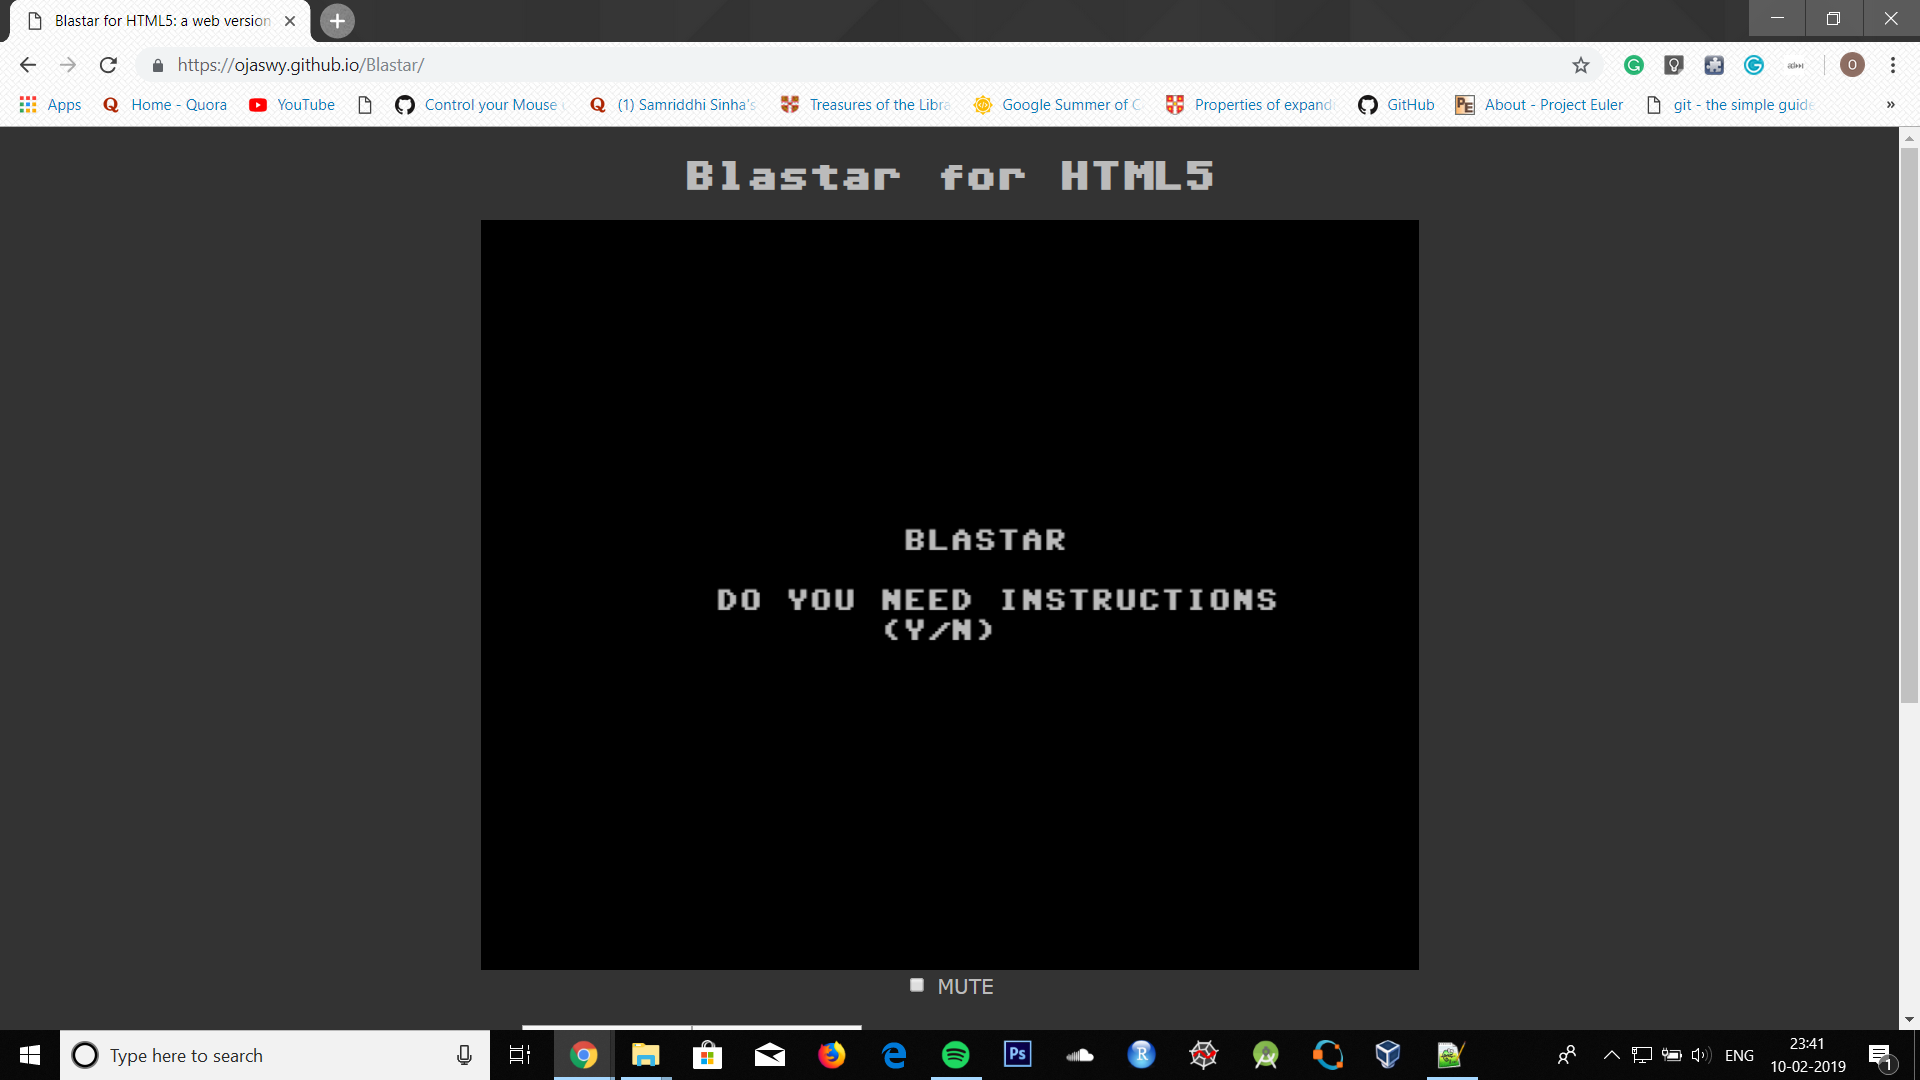 Blastar for HTML5: a web version
https://ojaswy.github.io/Blastar/
O
Apps
Home - Quora
YouTube
Control your Mouse
(1) Samriddhi Sinha's
Treasures of the Libra
Google Summer of C
Properties of expand
GitHub
PE
About - Project Euler
git - the simple guide
»
Blastar for HTML5
BLASTAR
DO YOU NEED INSTRUCTIONS
(Y/N)
MUTE
Type here to search
Ps
R
ENG
23:41
10-02-2019
1